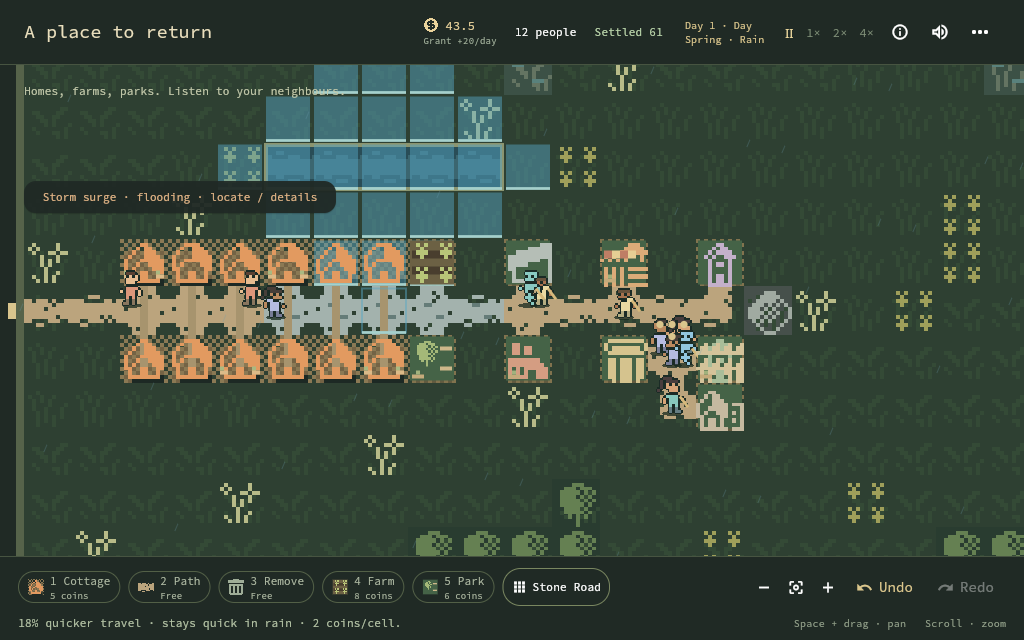 A place to return
43.5
Grant +20/day
12 people
Settled 61
Day 1 · Day
Spring · Rain
II
1×
2×
4×
Homes, farms, parks. Listen to your neighbours.
Storm surge · flooding · locate / details
1 Cottage
5 coins
2 Path
Free
3 Remove
Free
4 Farm
8 coins
5 Park
6 coins
Stone Road
Undo
Redo
18% quicker travel · stays quick in rain · 2 coins/cell.
Space + drag · pan
Scroll · zoom